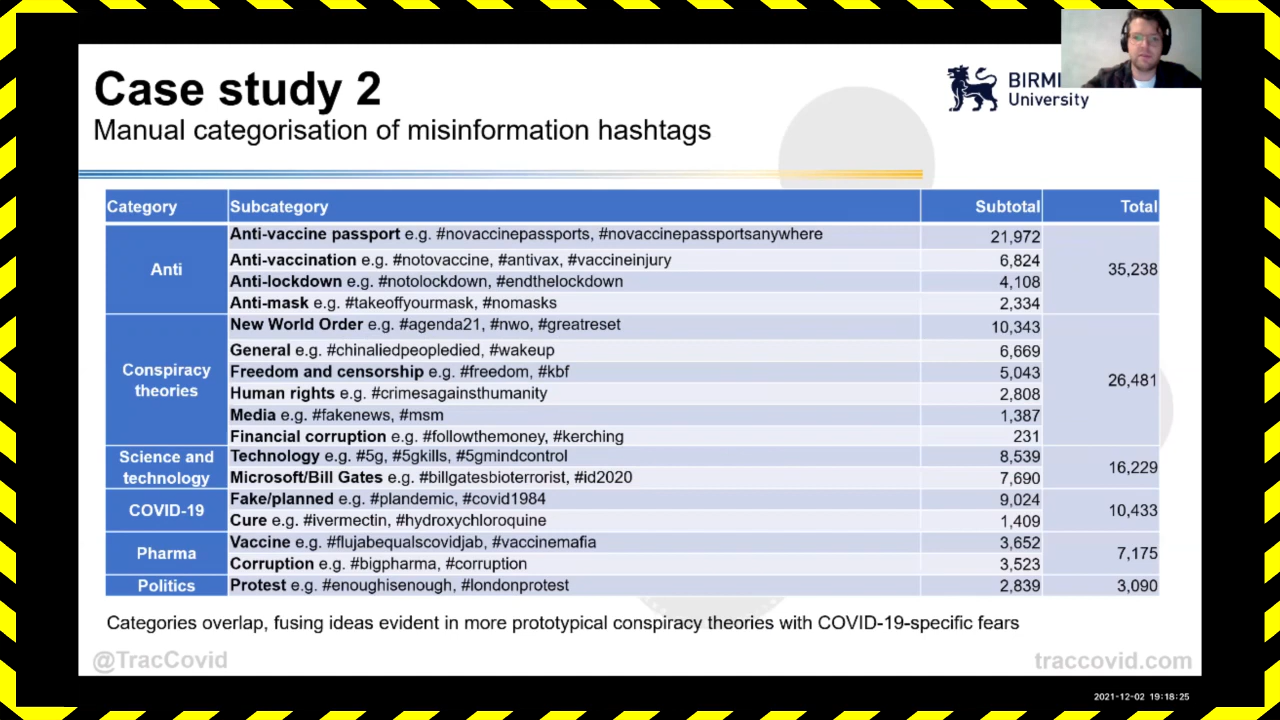 Case study 2
Manual categorisation of misinformation hashtags
University
Category Subcategory Subtotal Total
Anti
Anti-vaccine passport e.g. #novaccinepassports, #novaccinepassportsanywhere 21,972
Anti-vaccination e.g. #notovaccine, #antivax, #vaccineinjury 6,824
Anti-lockdown e.g. #notolockdown, #endthelockdown 4,108
Anti-mask e.g. #takeoffyourmask, #nomasks 2,334
35,238
Conspiracy
theories
New World Order e.g. #agenda21, #nwo, #greatreset 10,343
General e.g. #chinaliedpeopledied, #wakeup 6,669
Freedom and censorship e.g. #freedom, #kbf 5,043
Human rights e.g. #crimesagainsthumanity 2,808
Media e.g. #fakenews, #msm 1,387
Financial corruption e.g. #followthemoney, #kerching 231
26,481
Science and
technology
Technology e.g. #5g, #5gkills, #5gmindcontrol 8,539
Microsoft/Bill Gates e.g. #billgatesbioterrorist, #id2020 7,690
16,229
COVID-19
Fake/planned e.g. #plandemic, #covid1984 9,024
Cure e.g. #ivermectin, #hydroxychloroquine 1,409
10,433
Pharma
Vaccine e.g. #flujabequalscovidjab, #vaccinemafia 3,652
Corruption e.g. #bigpharma, #corruption 3,523
7,175
Politics Protest e.g. #enoughisenough, #londonprotest 2,839 3,090
Categories overlap, fusing ideas evident in more prototypical conspiracy theories with COVID-19-specific fears
@TracCovid traccovid.com
2021-12-02 19:18:25